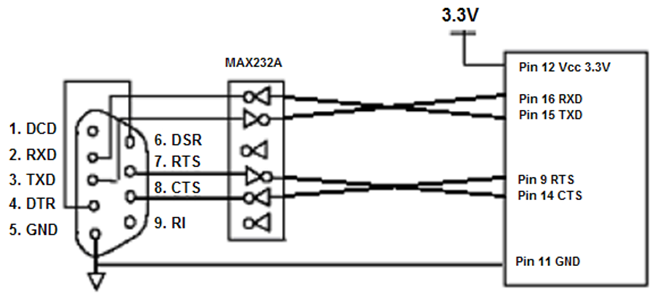 3.3V
MAX232A
Pin 12 Vcc 3.3V
Pin 16 RXD
Pin 15 TXD
1. DCD
6. DSR
2. RXD
7. RTS
3. TXD
8. CTS
Pin 9 RTS
Pin 14 CTS
4. DTR
9. RI
5. GND
Pin 11 GND